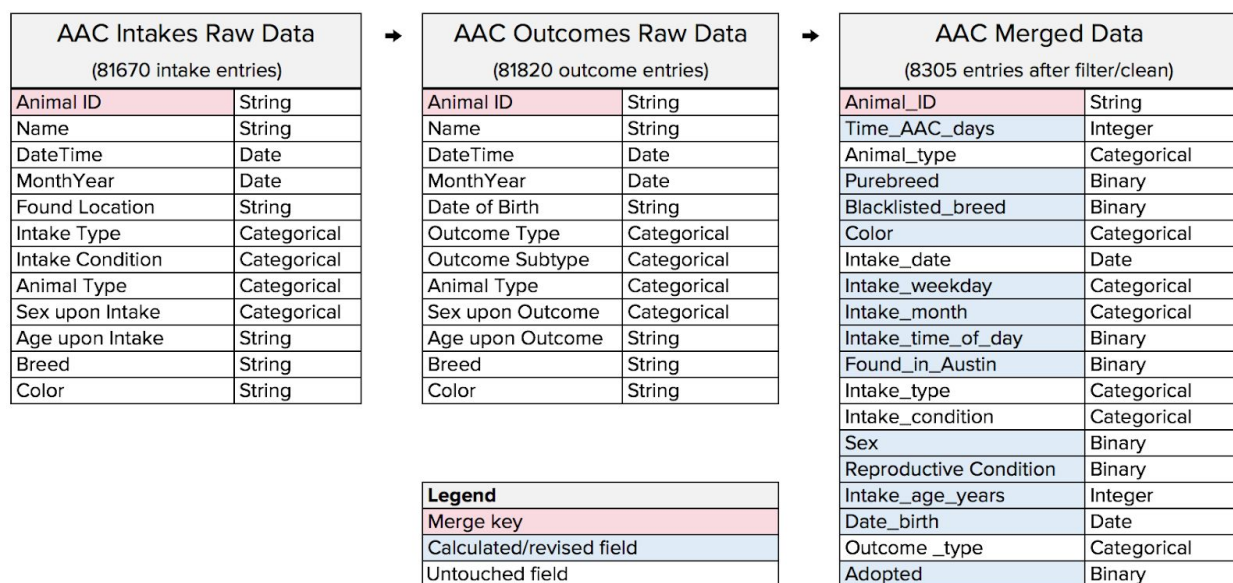 AAC Intakes Raw Data
(81670 intake entries)
Animal ID String
Name String
DateTime Date
MonthYear Date
Found Location String
Intake Type Categorical
Intake Condition Categorical
Animal Type Categorical
Sex upon Intake Categorical
Age upon Intake String
Breed String
Color String
➜
AAC Outcomes Raw Data
(81820 outcome entries)
Animal ID String
Name String
DateTime Date
MonthYear Date
Date of Birth String
Outcome Type Categorical
Outcome Subtype Categorical
Animal Type Categorical
Sex upon Outcome Categorical
Age upon Outcome String
Breed String
Color String
Legend
Merge key
Calculated/revised field
Untouched field
➜
AAC Merged Data
(8305 entries after filter/clean)
Animal_ID String
Time_AAC_days Integer
Animal_type Categorical
Purebreed Binary
Blacklisted_breed Binary
Color Categorical
Intake_date Date
Intake_weekday Categorical
Intake_month Categorical
Intake_time_of_day Binary
Found_in_Austin Binary
Intake_type Categorical
Intake_condition Categorical
Sex Binary
Reproductive Condition Binary
Intake_age_years Integer
Date_birth Date
Outcome _type Categorical
Adopted Binary